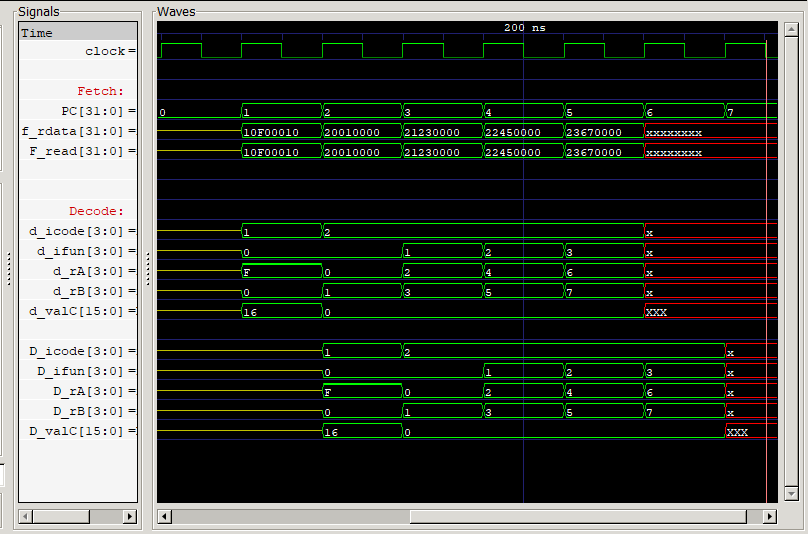 Signals
Waves
Time
200 ns
clock =
Fetch:
PC[31:0] = 0 1 2 3 4 5 6 7
f_rdata[31:0] = 10F00010 20010000 21230000 22450000 23670000 xxxxxxxx
F_read[31:0] = 10F00010 20010000 21230000 22450000 23670000 xxxxxxxx
Decode:
d_icode[3:0] = 1 2 x
d_ifun[3:0] = 0 1 2 3 x
d_rA[3:0] = F 0 2 4 6 x
d_rB[3:0] = 0 1 3 5 7 x
d_valC[15:0] = 16 0 XXX
D_icode[3:0] = 1 2 x
D_ifun[3:0] = 0 1 2 3 x
D_rA[3:0] = F 0 2 4 6 x
D_rB[3:0] = 0 1 3 5 7 x
D_valC[15:0] = 16 0 XXX